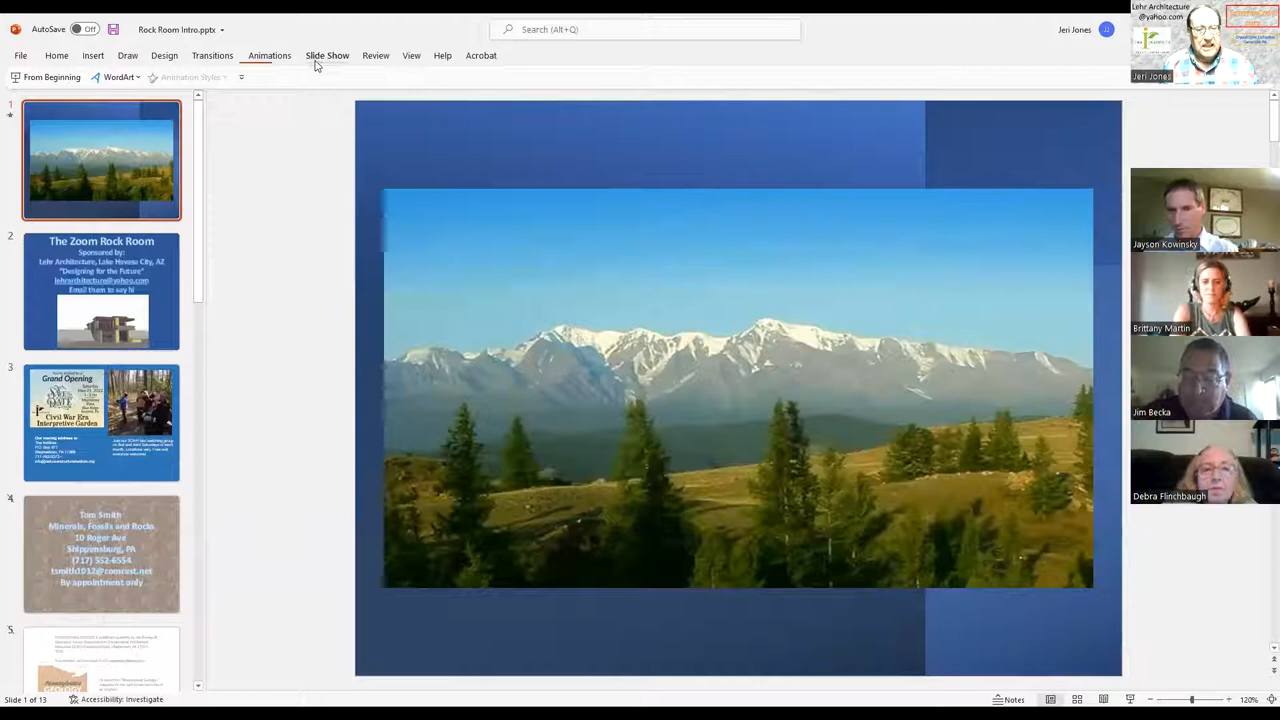 AutoSave
Off
Rock Room Intro.pptx
Search (Alt+Q)
Jeri Jones
File
Home
Insert
Draw
Design
Transitions
Animations
Slide Show
Review
View
Acrobat
From Beginning
WordArt
Animation Styles
1
2
The Zoom Rock Room
Sponsored by:
Lehr Architecture, Lake Havasu City, AZ
"Designing for the Future"
lehrarchitecture@yahoo.com
Email them to say hi
3
Grand Opening
Civil War Era
Interpretive Garden
4
Tom Smith
Minerals, Fossils and Rocks
10 Roger Ave
Shippensburg, PA
(717) 552-6554
tsmith1012@comcast.net
By appointment only
5
Pennsylvania
GEOLOGY
Lehr Architecture
@yahoo.com
Jeri Jones
Jayson Kowinsky
Brittany Martin
Jim Becka
Debra Flinchbaugh
Slide 1 of 13
Accessibility: Investigate
Notes
120%